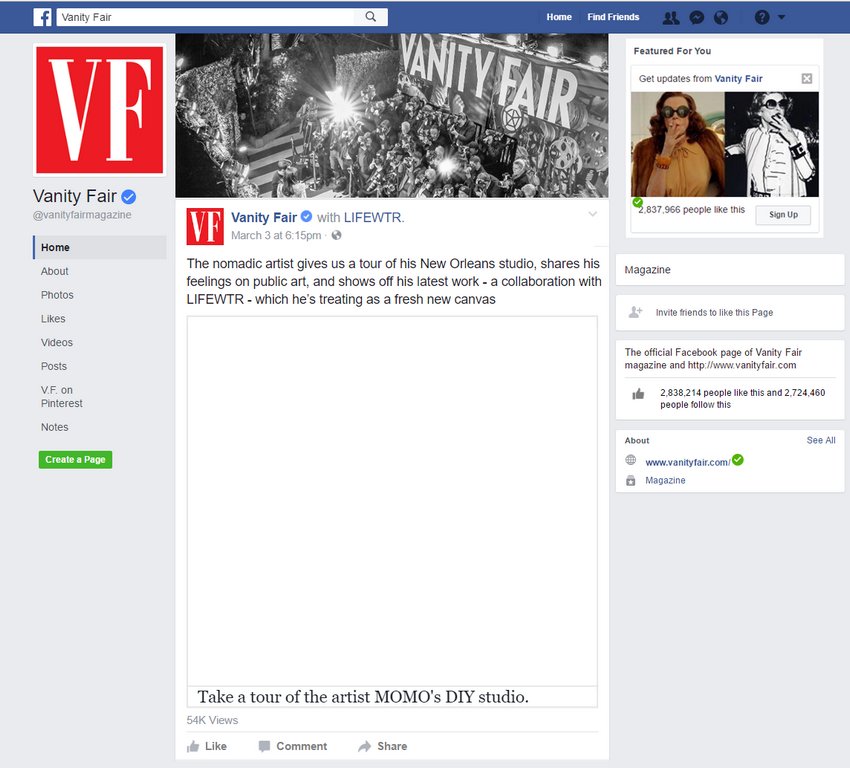 Vanity Fair
Home
Find Friends
VF
Vanity Fair
@vanityfairmagazine
Home
About
Photos
Likes
Videos
Posts
V.F. on
Pinterest
Notes
Create a Page
VANITY FAIR
VF
Vanity Fair with LIFEWTR.
March 3 at 6:15pm ·
The nomadic artist gives us a tour of his New Orleans studio, shares his
feelings on public art, and shows off his latest work - a collaboration with
LIFEWTR - which he's treating as a fresh new canvas
Take a tour of the artist MOMO's DIY studio.
54K Views
Like
Comment
Share
Featured For You
Get updates from Vanity Fair
2,837,966 people like this
Sign Up
Magazine
Invite friends to like this Page
The official Facebook page of Vanity Fair
magazine and http://www.vanityfair.com
2,838,214 people like this and 2,724,460
people follow this
About
See All
www.vanityfair.com/
Magazine